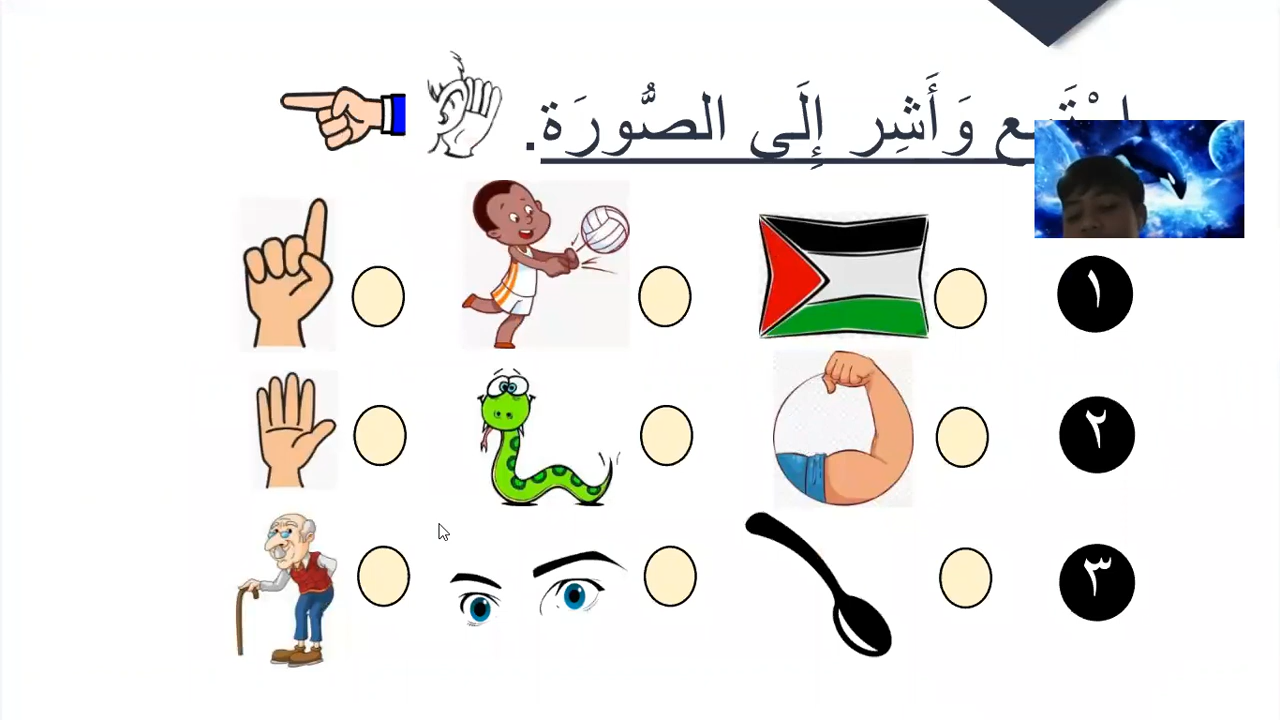 وَأَشِر إِلَى الصُّورَة.
١
٢
٣